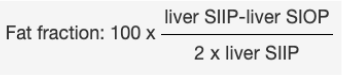 liver SIIP-liver SIOP
Fat fraction: 100 x
2 x liver SIIP